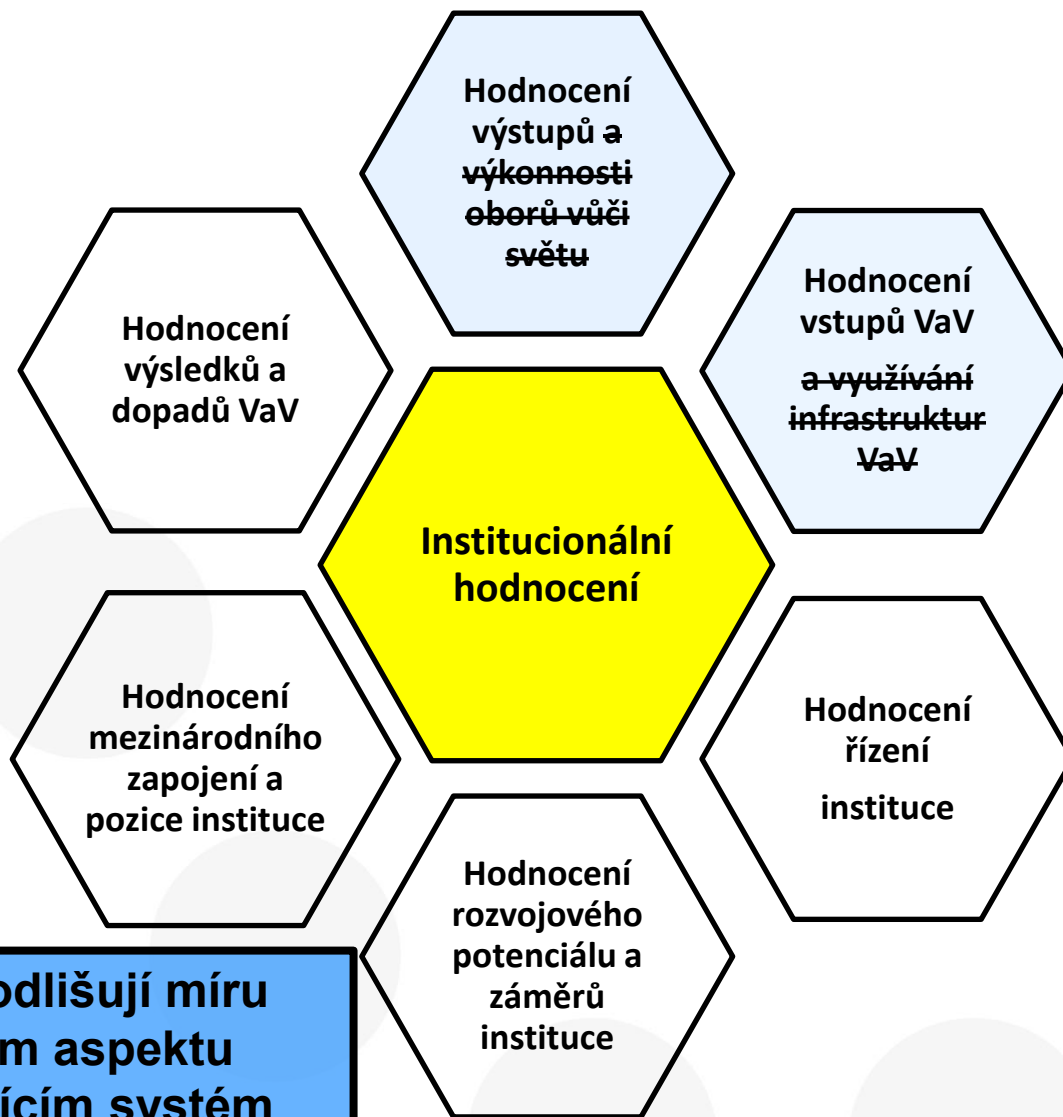 Hodnocení
výstupů a
výkonnosti
oborů vůči
světu
Hodnocení
vstupů VaV
a využívání
infrastruktur
VaV
Hodnocení
výsledků a
dopadů VaV
Institucionální
hodnocení
Hodnocení
mezinárodního
zapojení a
pozice instituce
Hodnocení
řízení
instituce
Hodnocení
rozvojového
potenciálu a
záměrů
instituce
odlišují míru
m aspektu
ícím systém